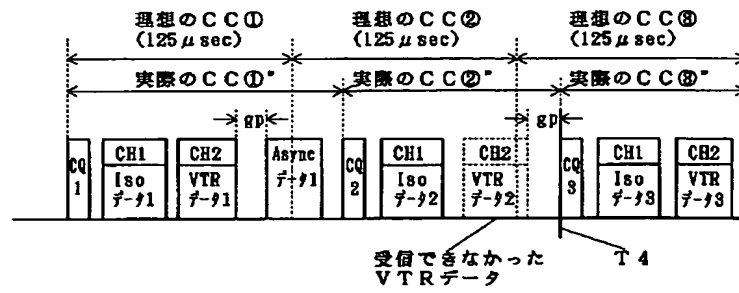 理想のCC①
(125μsec)
理想のCC②
(125μsec)
理想のCC③
(125μsec)
実際のCC①"
実際のCC②"
実際のCC③"
gp
gp
CQ
1
CH1
Iso
データ1
CH2
VTR
データ1
Async
データ1
CQ
2
CH1
Iso
データ2
CH2
VTR
データ2
CQ
3
CH1
Iso
データ3
CH2
VTR
データ3
受信できなかった
VTRデータ
T4